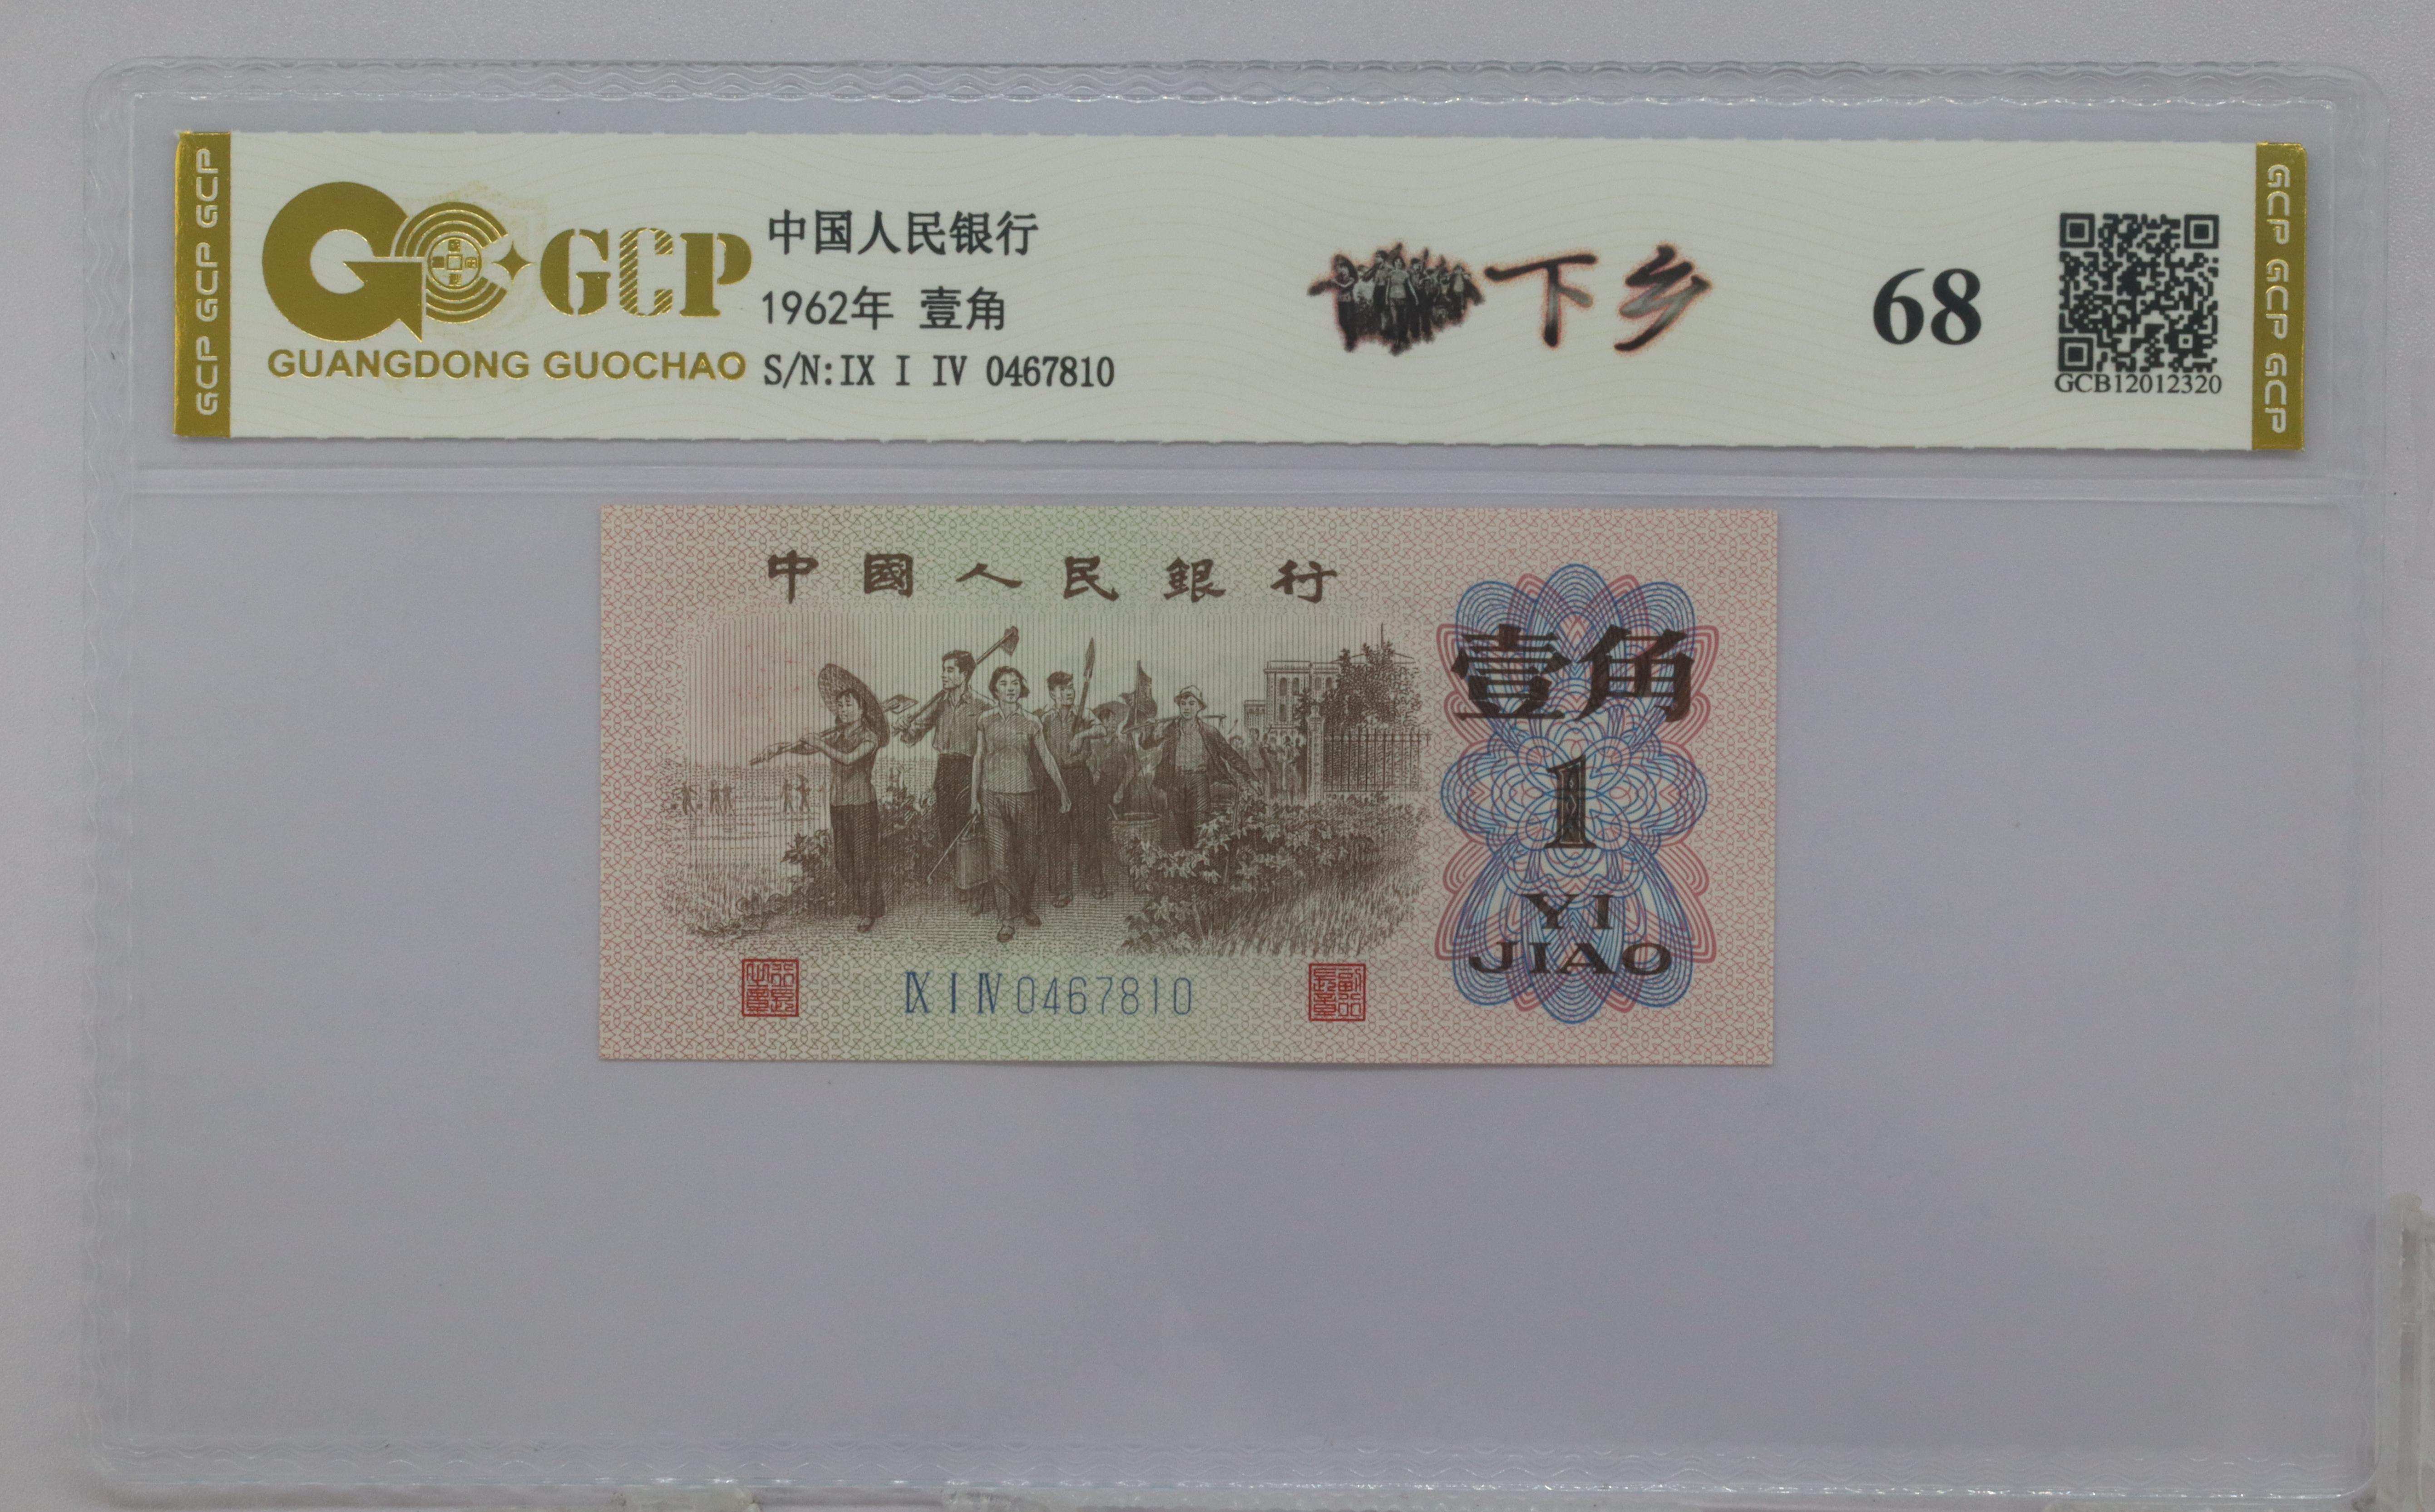 GCP GCP GCP
GCP
GUANGDONG GUOCHAO
中国人民银行
1962年 壹角
S/N:IX I IV 0467810
下乡
68
GCB12012320
GCP GCP GCP
中國人民銀行
壹角
1
YI
JIAO
IX I IV 0467810